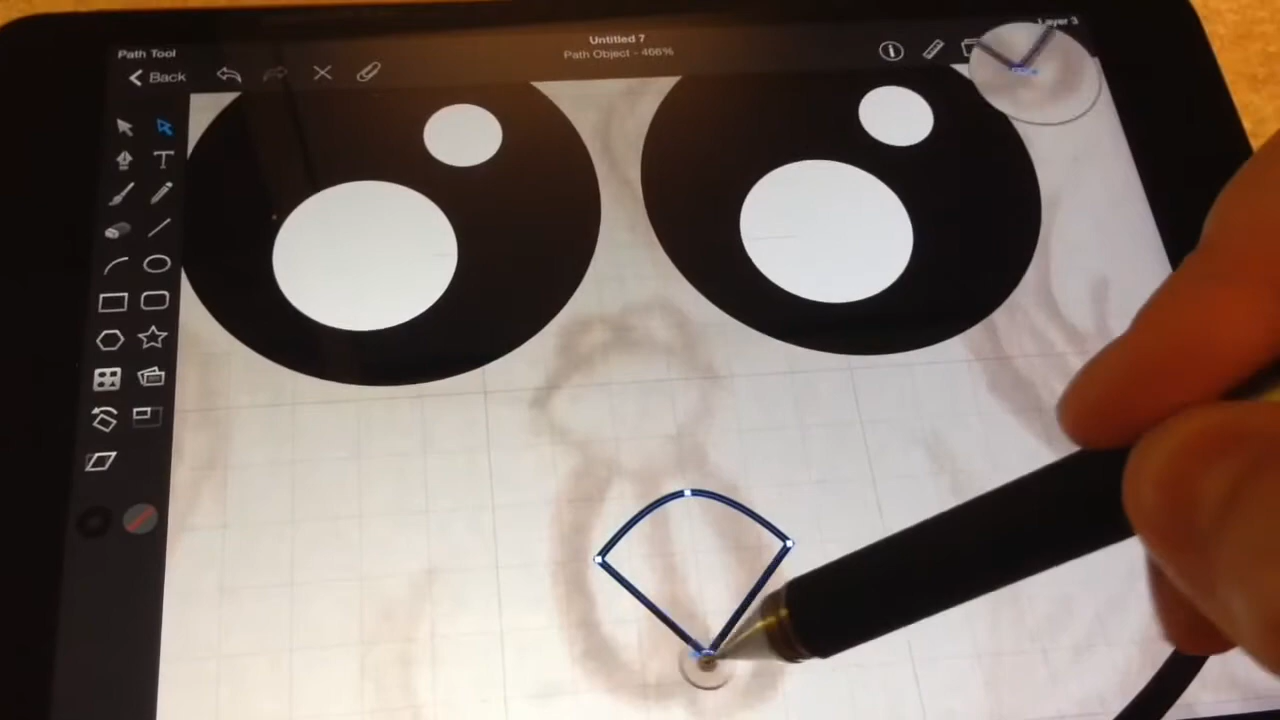 Layer 3
Untitled 7
Path Object - 466%
Path Tool
Back
T